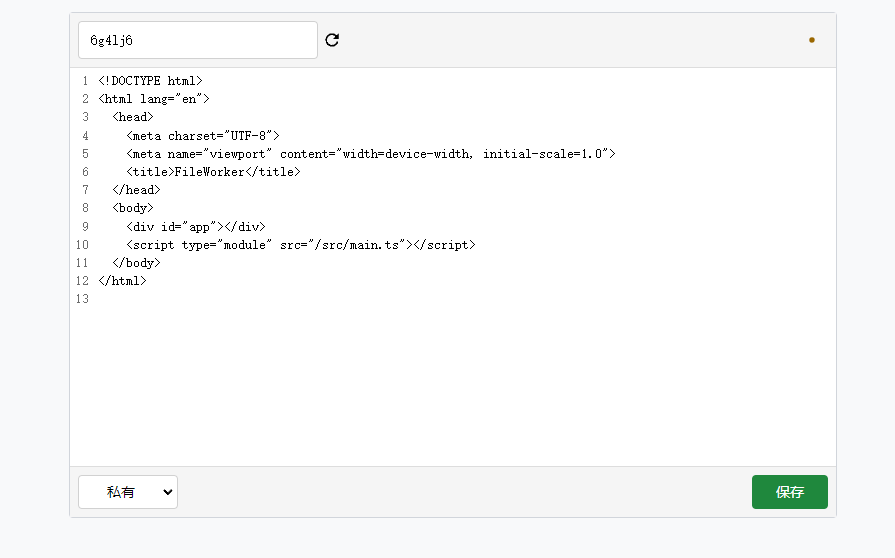 6g4lj6
1 <!DOCTYPE html>
2 <html lang="en">
3   <head>
4     <meta charset="UTF-8">
5     <meta name="viewport" content="width=device-width, initial-scale=1.0">
6     <title>FileWorker</title>
7   </head>
8   <body>
9     <div id="app"></div>
10     <script type="module" src="/src/main.ts"></script>
11   </body>
12 </html>
13
私有
保存